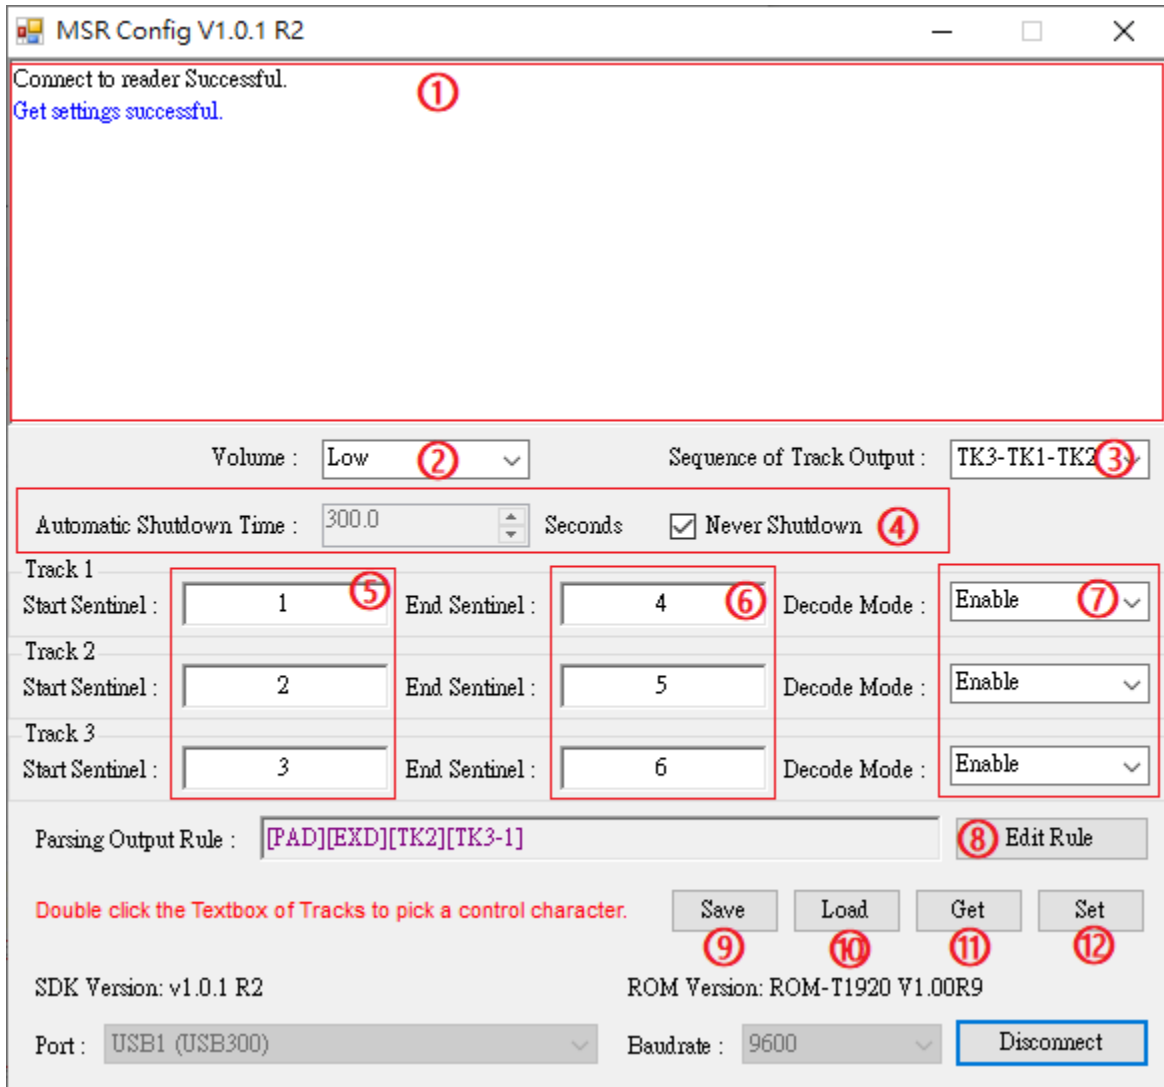 MSR Config V1.0.1 R2
Connect to reader Successful.
①
Get settings successful.
Volume : Low ② Sequence of Track Output : TK3-TK1-TK2 ③
Automatic Shutdown Time : 300.0 Seconds Never Shutdown ④
Track 1
Start Sentinel : 1 ⑤ End Sentinel : 4 ⑥ Decode Mode : Enable ⑦
Track 2
Start Sentinel : 2 End Sentinel : 5 Decode Mode : Enable
Track 3
Start Sentinel : 3 End Sentinel : 6 Decode Mode : Enable
Parsing Output Rule : [PAD][EXD][TK2][TK3-1] ⑧ Edit Rule
Double click the Textbox of Tracks to pick a control character. Save Load Get Set
⑨ ⑩ ⑪ ⑫
SDK Version: v1.0.1 R2 ROM Version: ROM-T1920 V1.00R9
Port : USB1 (USB300) Baudrate : 9600 Disconnect